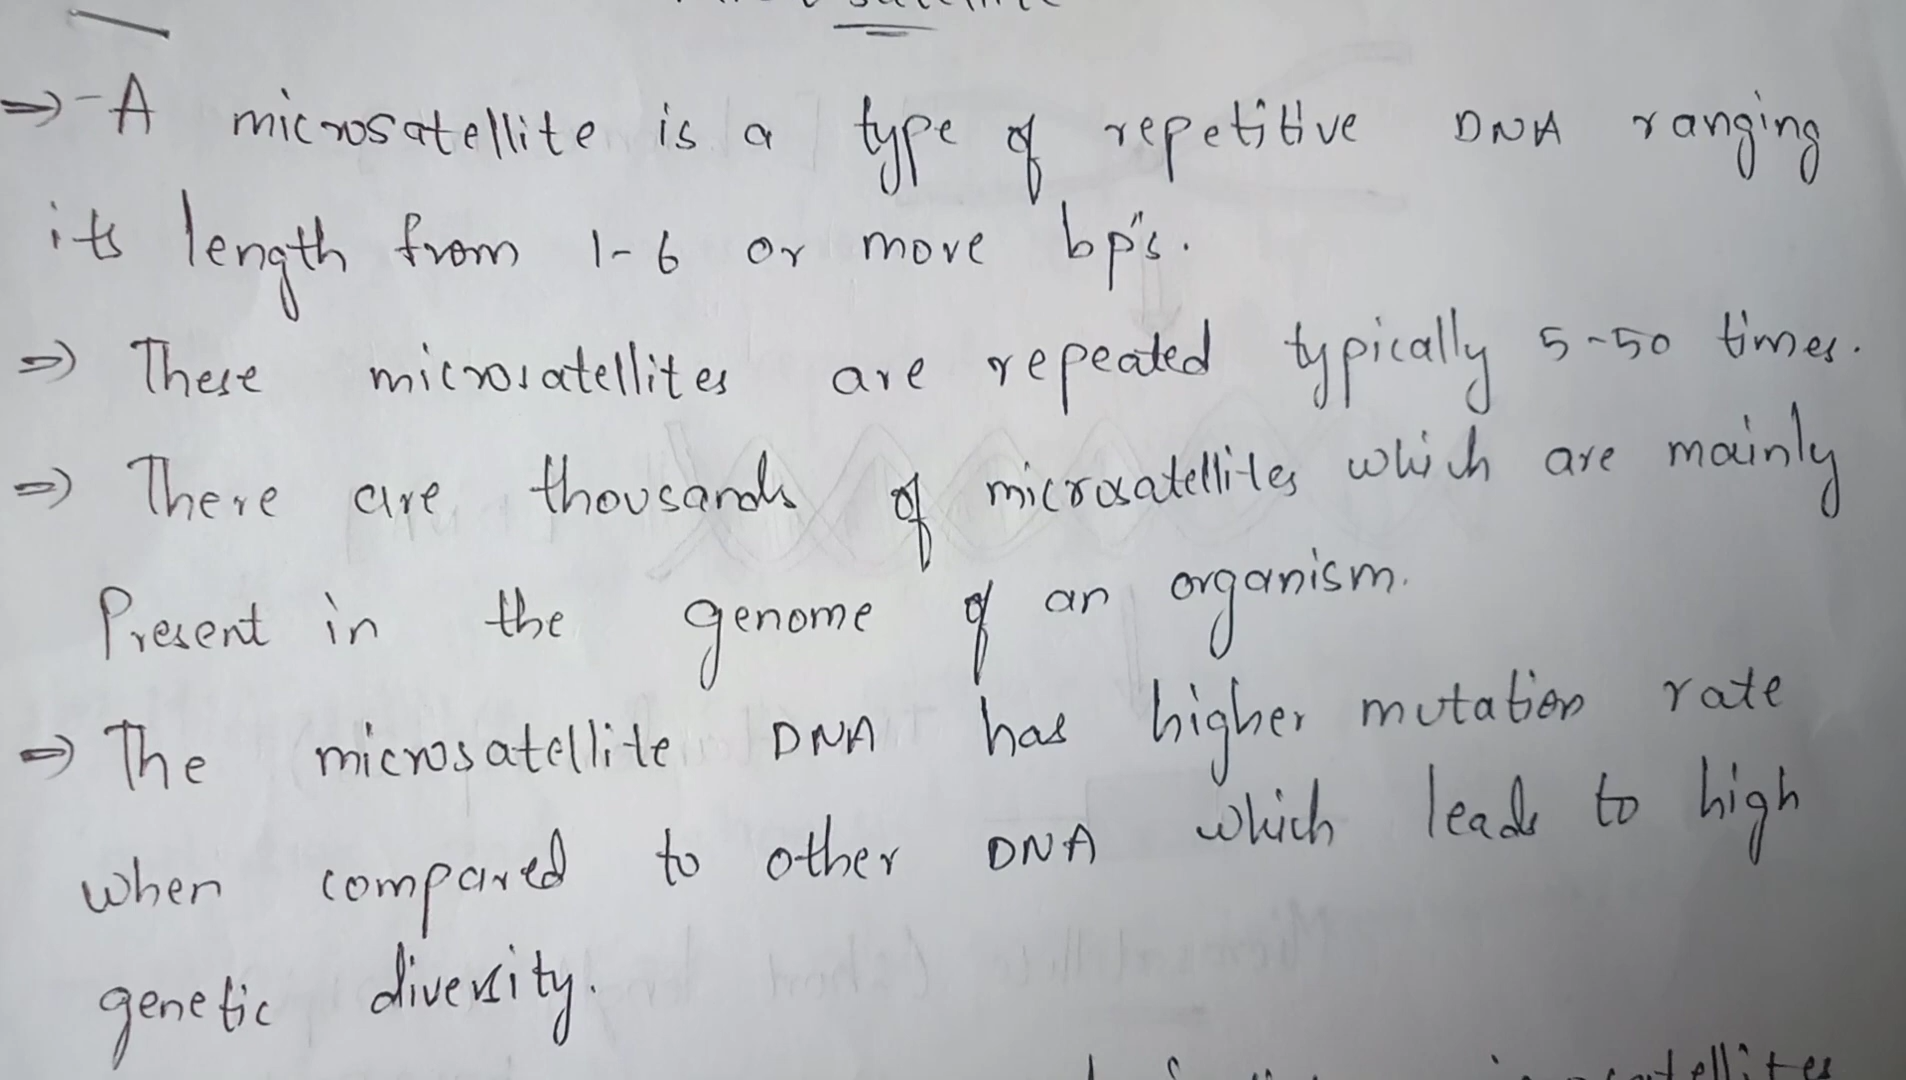 ⇒ A microsatellite is a type of repetitive DNA ranging
its length from 1-6 or more bp's.
⇒ These microsatellites are repeated typically 5-50 times.
⇒ There are thousands of microsatellites which are mainly
Present in the genome of an organism.
⇒ The microsatellite DNA has higher mutation rate
when compared to other DNA which leads to high
genetic diversity.